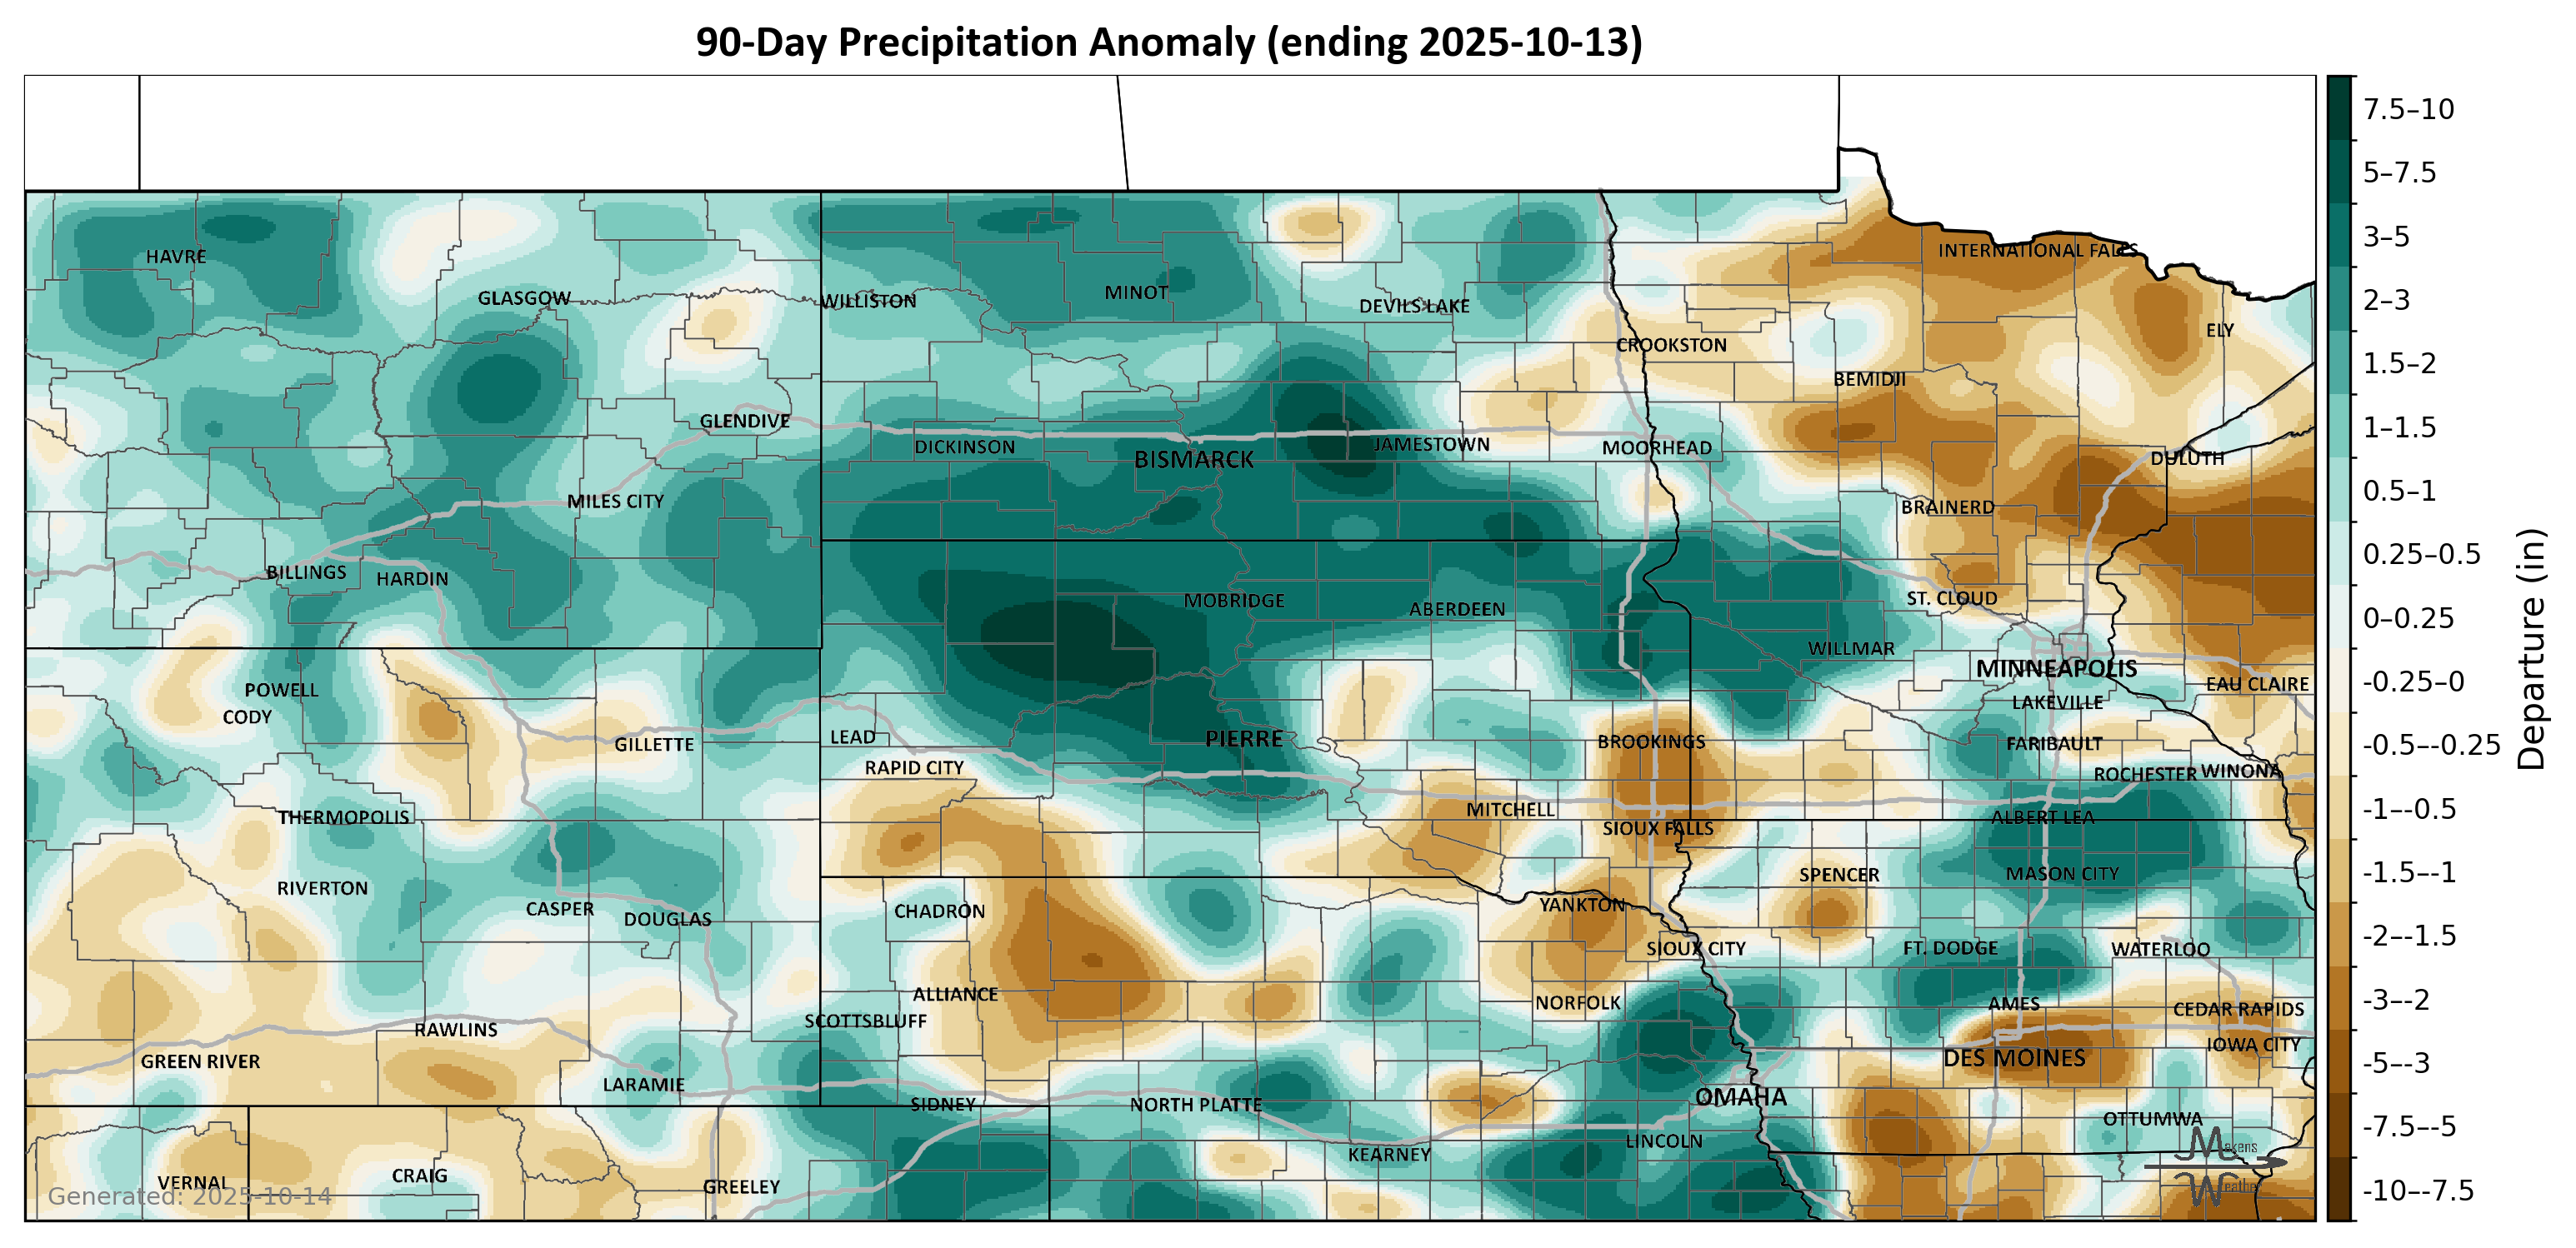 90-Day Precipitation Anomaly (ending 2025-10-13)
HAVRE
GLASGOW
WILLISTON
MINOT
DEVILS LAKE
INTERNATIONAL FALLS
ELY
CROOKSTON
BEMIDJI
GLENDIVE
DICKINSON
BISMARCK
JAMESTOWN
MOORHEAD
DULUTH
MILES CITY
BRAINERD
BILLINGS
HARDIN
MOBRIDGE
ABERDEEN
ST. CLOUD
WILLMAR
MINNEAPOLIS
EAU CLAIRE
POWELL
CODY
LAKEVILLE
GILLETTE
LEAD
PIERRE
BROOKINGS
FARIBAULT
RAPID CITY
ROCHESTER
WINONA
THERMOPOLIS
MITCHELL
ALBERT LEA
SIOUX FALLS
RIVERTON
SPENCER
MASON CITY
CASPER
DOUGLAS
CHADRON
YANKTON
SIOUX CITY
FT. DODGE
WATERLOO
ALLIANCE
NORFOLK
AMES
CEDAR RAPIDS
SCOTTSBLUFF
RAWLINS
GREEN RIVER
DES MOINES
IOWA CITY
LARAMIE
SIDNEY
NORTH PLATTE
OMAHA
OTTUMWA
LINCOLN
KEARNEY
VERNAL
CRAIG
GREELEY
Generated: 2025-10-14
Makens
Weather
7.5–10
5–7.5
3–5
2–3
1.5–2
1–1.5
0.5–1
0.25–0.5
0–0.25
-0.25–0
-0.5–-0.25
-1–-0.5
-1.5–-1
-2–-1.5
-3–-2
-5–-3
-7.5–-5
-10–-7.5
Departure (in)